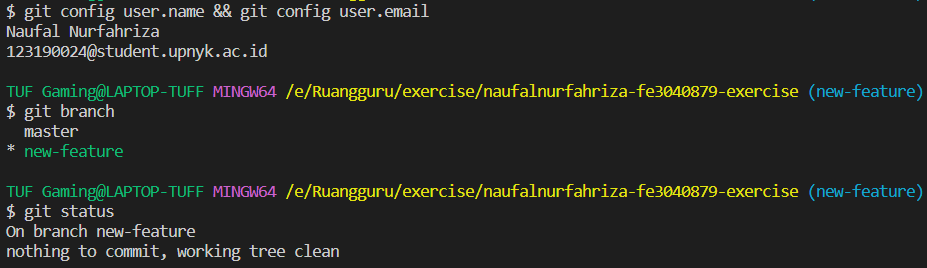 $ git config user.name && git config user.email
Naufal Nurfahriza
123190024@student.upnyk.ac.id
TUF Gaming@LAPTOP-TUFF MINGW64 /e/Ruangguru/exercise/naufalnurfahriza-fe3040879-exercise (new-feature)
$ git branch
  master
* new-feature
TUF Gaming@LAPTOP-TUFF MINGW64 /e/Ruangguru/exercise/naufalnurfahriza-fe3040879-exercise (new-feature)
$ git status
On branch new-feature
nothing to commit, working tree clean